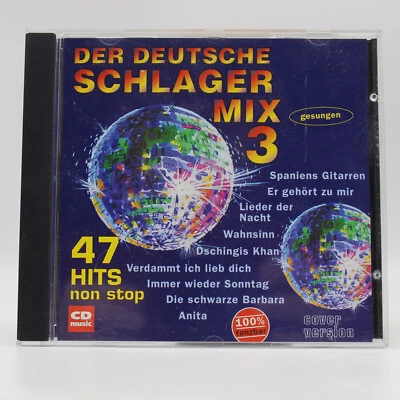 DER DEUTSCHE
SCHLAGER
MIX
3
gesungen
Spaniens Gitarren
Er gehört zu mir
Lieder der
Nacht
Wahnsinn
Dschingis Khan
Verdammt ich lieb dich
Immer wieder Sonntag
Die schwarze Barbara
Anita
47
HITS
non stop
CD
music
100%
tanzbar
cover
version